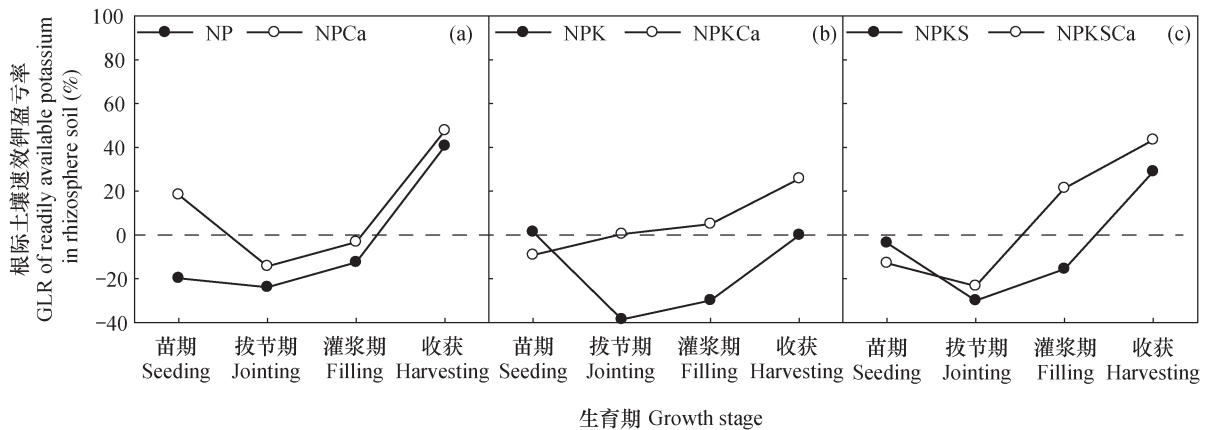 根际土壤速效钾盈亏率
GLR of readily available potassium
in rhizosphere soil (%)
100
80
60
40
20
0
−20
−40
NP
NPCa
(a)
NPK
NPKCa
(b)
NPKS
NPKSCa
(c)
苗期
Seeding
拔节期
Jointing
灌浆期
Filling
收获
Harvesting
苗期
Seeding
拔节期
Jointing
灌浆期
Filling
收获
Harvesting
苗期
Seeding
拔节期
Jointing
灌浆期
Filling
收获
Harvesting
生育期 Growth stage